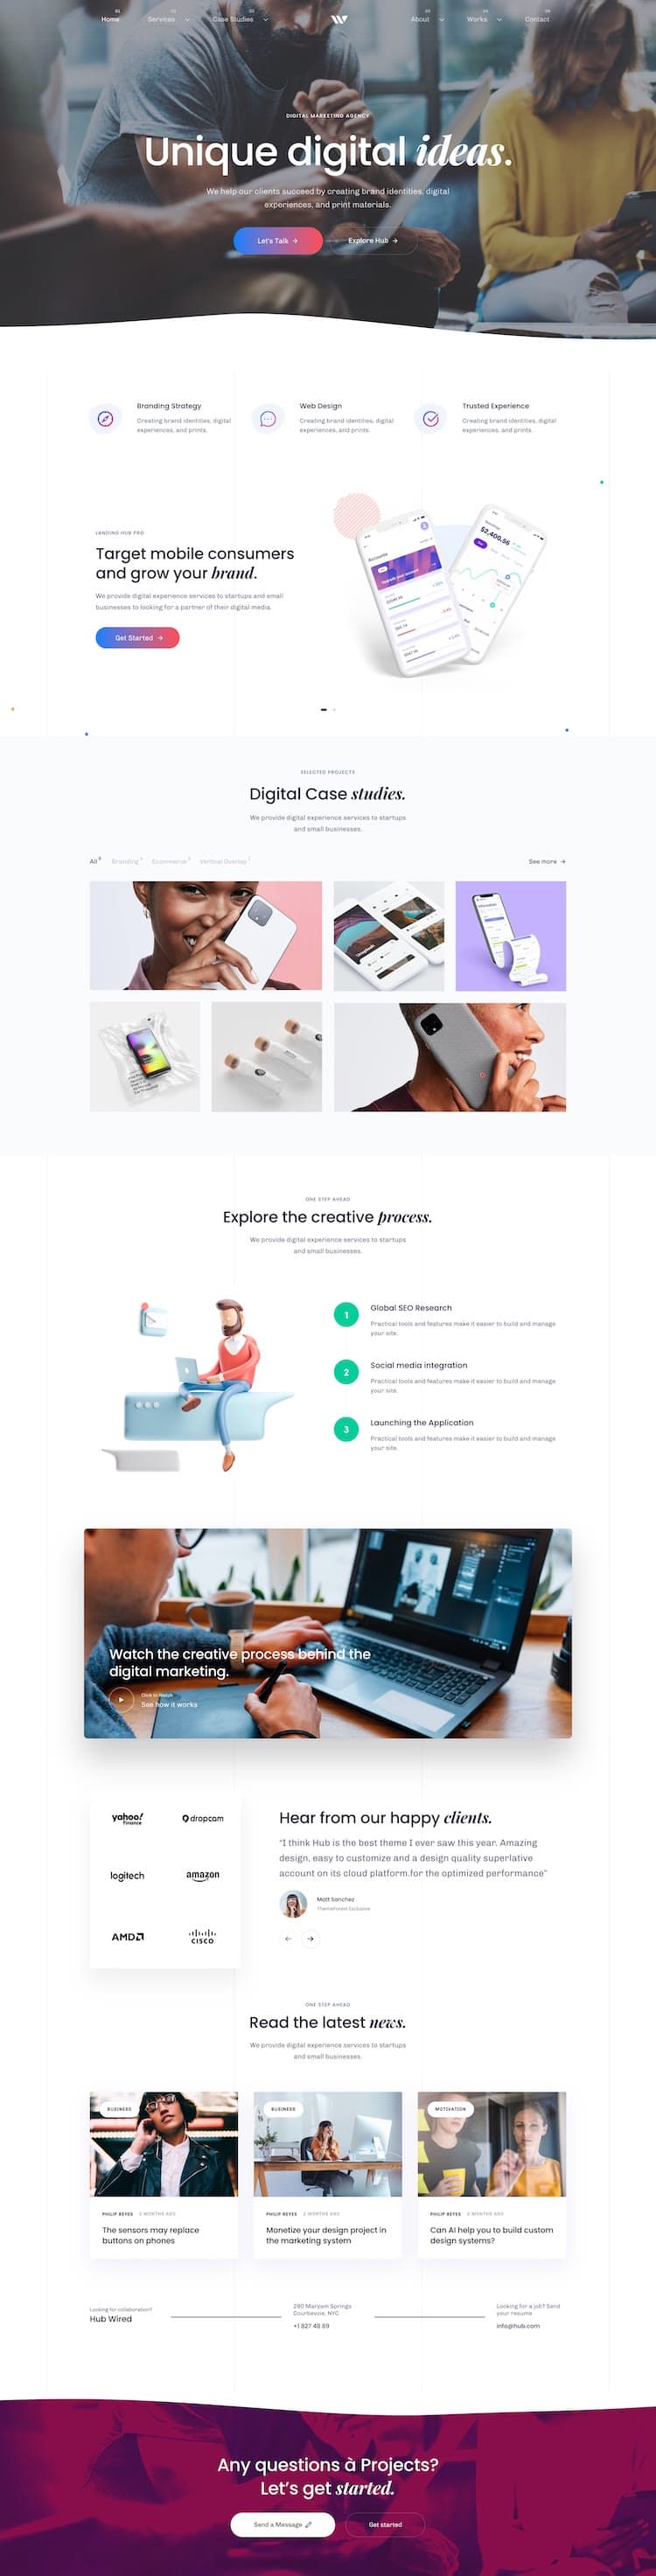 Home
Services
Case Studies
About
Works
Contact
DIGITAL MARKETING AGENCY
Unique digital ideas.
We help our clients succeed by creating brand identities, digital
experiences, and print materials.
Let's Talk →
Explore Hub →
Branding Strategy
Creating brand identities, digital
experiences, and prints.
Web Design
Creating brand identities, digital
experiences, and prints.
Trusted Experience
Creating brand identities, digital
experiences, and prints.
LANDING HUB PRO
Target mobile consumers
and grow your brand.
We provide digital experience services to startups and small
businesses to looking for a partner of their digital media.
Get Started →
Accounts
$2,400.56
SELECTED PROJECTS
Digital Case studies.
We provide digital experience services to startups
and small businesses.
All
Branding
Ecommerce
Vertical Overlay
See more →
ONE STEP AHEAD
Explore the creative process.
We provide digital experience services to startups
and small businesses.
1
Global SEO Research
Practical tools and features make it easier to build and manage
your site.
2
Social media integration
Practical tools and features make it easier to build and manage
your site.
3
Launching the Application
Practical tools and features make it easier to build and manage
your site.
Watch the creative process behind the
digital marketing.
Click to Watch
See how it works
yahoo!
finance
dropcam
logitech
amazon
AMD
CISCO
Hear from our happy clients.
“I think Hub is the best theme I ever saw this year. Amazing
design, easy to customize and a design quality superlative
account on its cloud platform.for the optimized performance”
Matt Sanchez
ThemeForest Exclusive
ONE STEP AHEAD
Read the latest news.
We provide digital experience services to startups
and small businesses.
BUSINESS
PHILIP REYES 2 MONTHS AGO
The sensors may replace
buttons on phones
BUSINESS
PHILIP REYES 2 MONTHS AGO
Monetize your design project in
the marketing system
MOTIVATION
PHILIP REYES 2 MONTHS AGO
Can AI help you to build custom
design systems?
Looking for collaboration?
Hub Wired
290 Maryam Springs
Courbevoie, NYC
+1 827 48 89
Looking for a job? Send
your resume
info@hub.com
Any questions à Projects?
Let's get started.
Send a Message
Get started